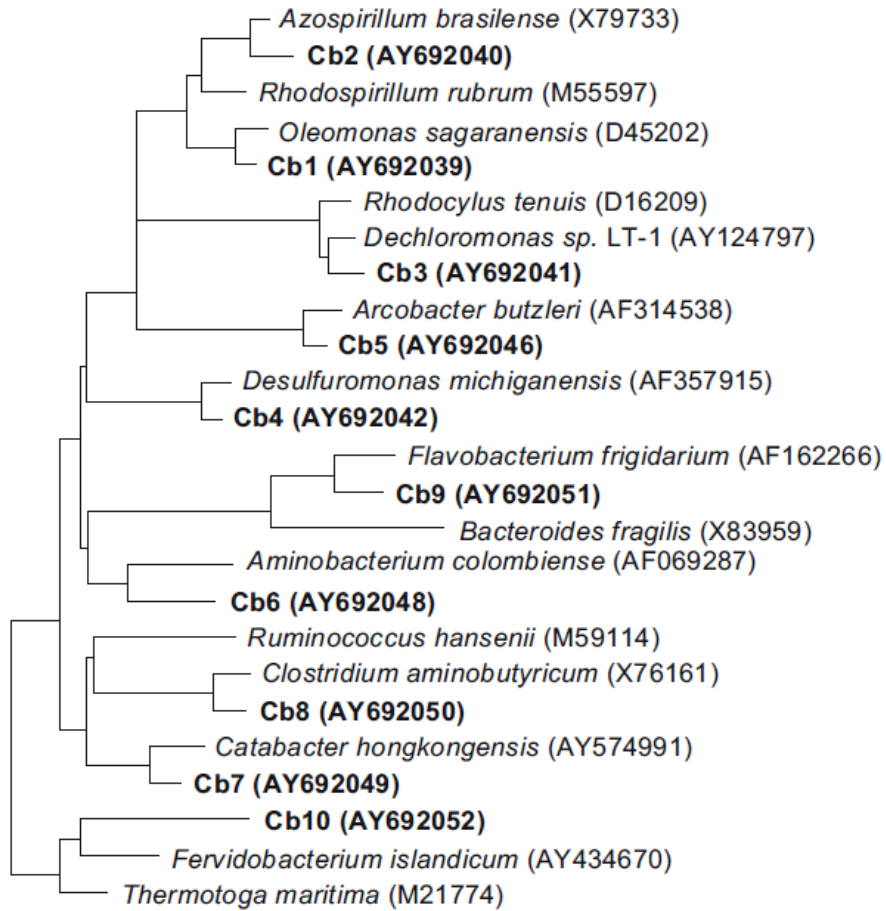 Azospirillum brasilense (X79733)
Cb2 (AY692040)
Rhodospirillum rubrum (M55597)
Oleomonas sagaranensis (D45202)
Cb1 (AY692039)
Rhodocylus tenuis (D16209)
Dechloromonas sp. LT-1 (AY124797)
Cb3 (AY692041)
Arcobacter butzleri (AF314538)
Cb5 (AY692046)
Desulfuromonas michiganensis (AF357915)
Cb4 (AY692042)
Flavobacterium frigidarium (AF162266)
Cb9 (AY692051)
Bacteroides fragilis (X83959)
Aminobacterium colombiense (AF069287)
Cb6 (AY692048)
Ruminococcus hansenii (M59114)
Clostridium aminobutyricum (X76161)
Cb8 (AY692050)
Catabacter hongkongensis (AY574991)
Cb7 (AY692049)
Cb10 (AY692052)
Fervidobacterium islandicum (AY434670)
Thermotoga maritima (M21774)